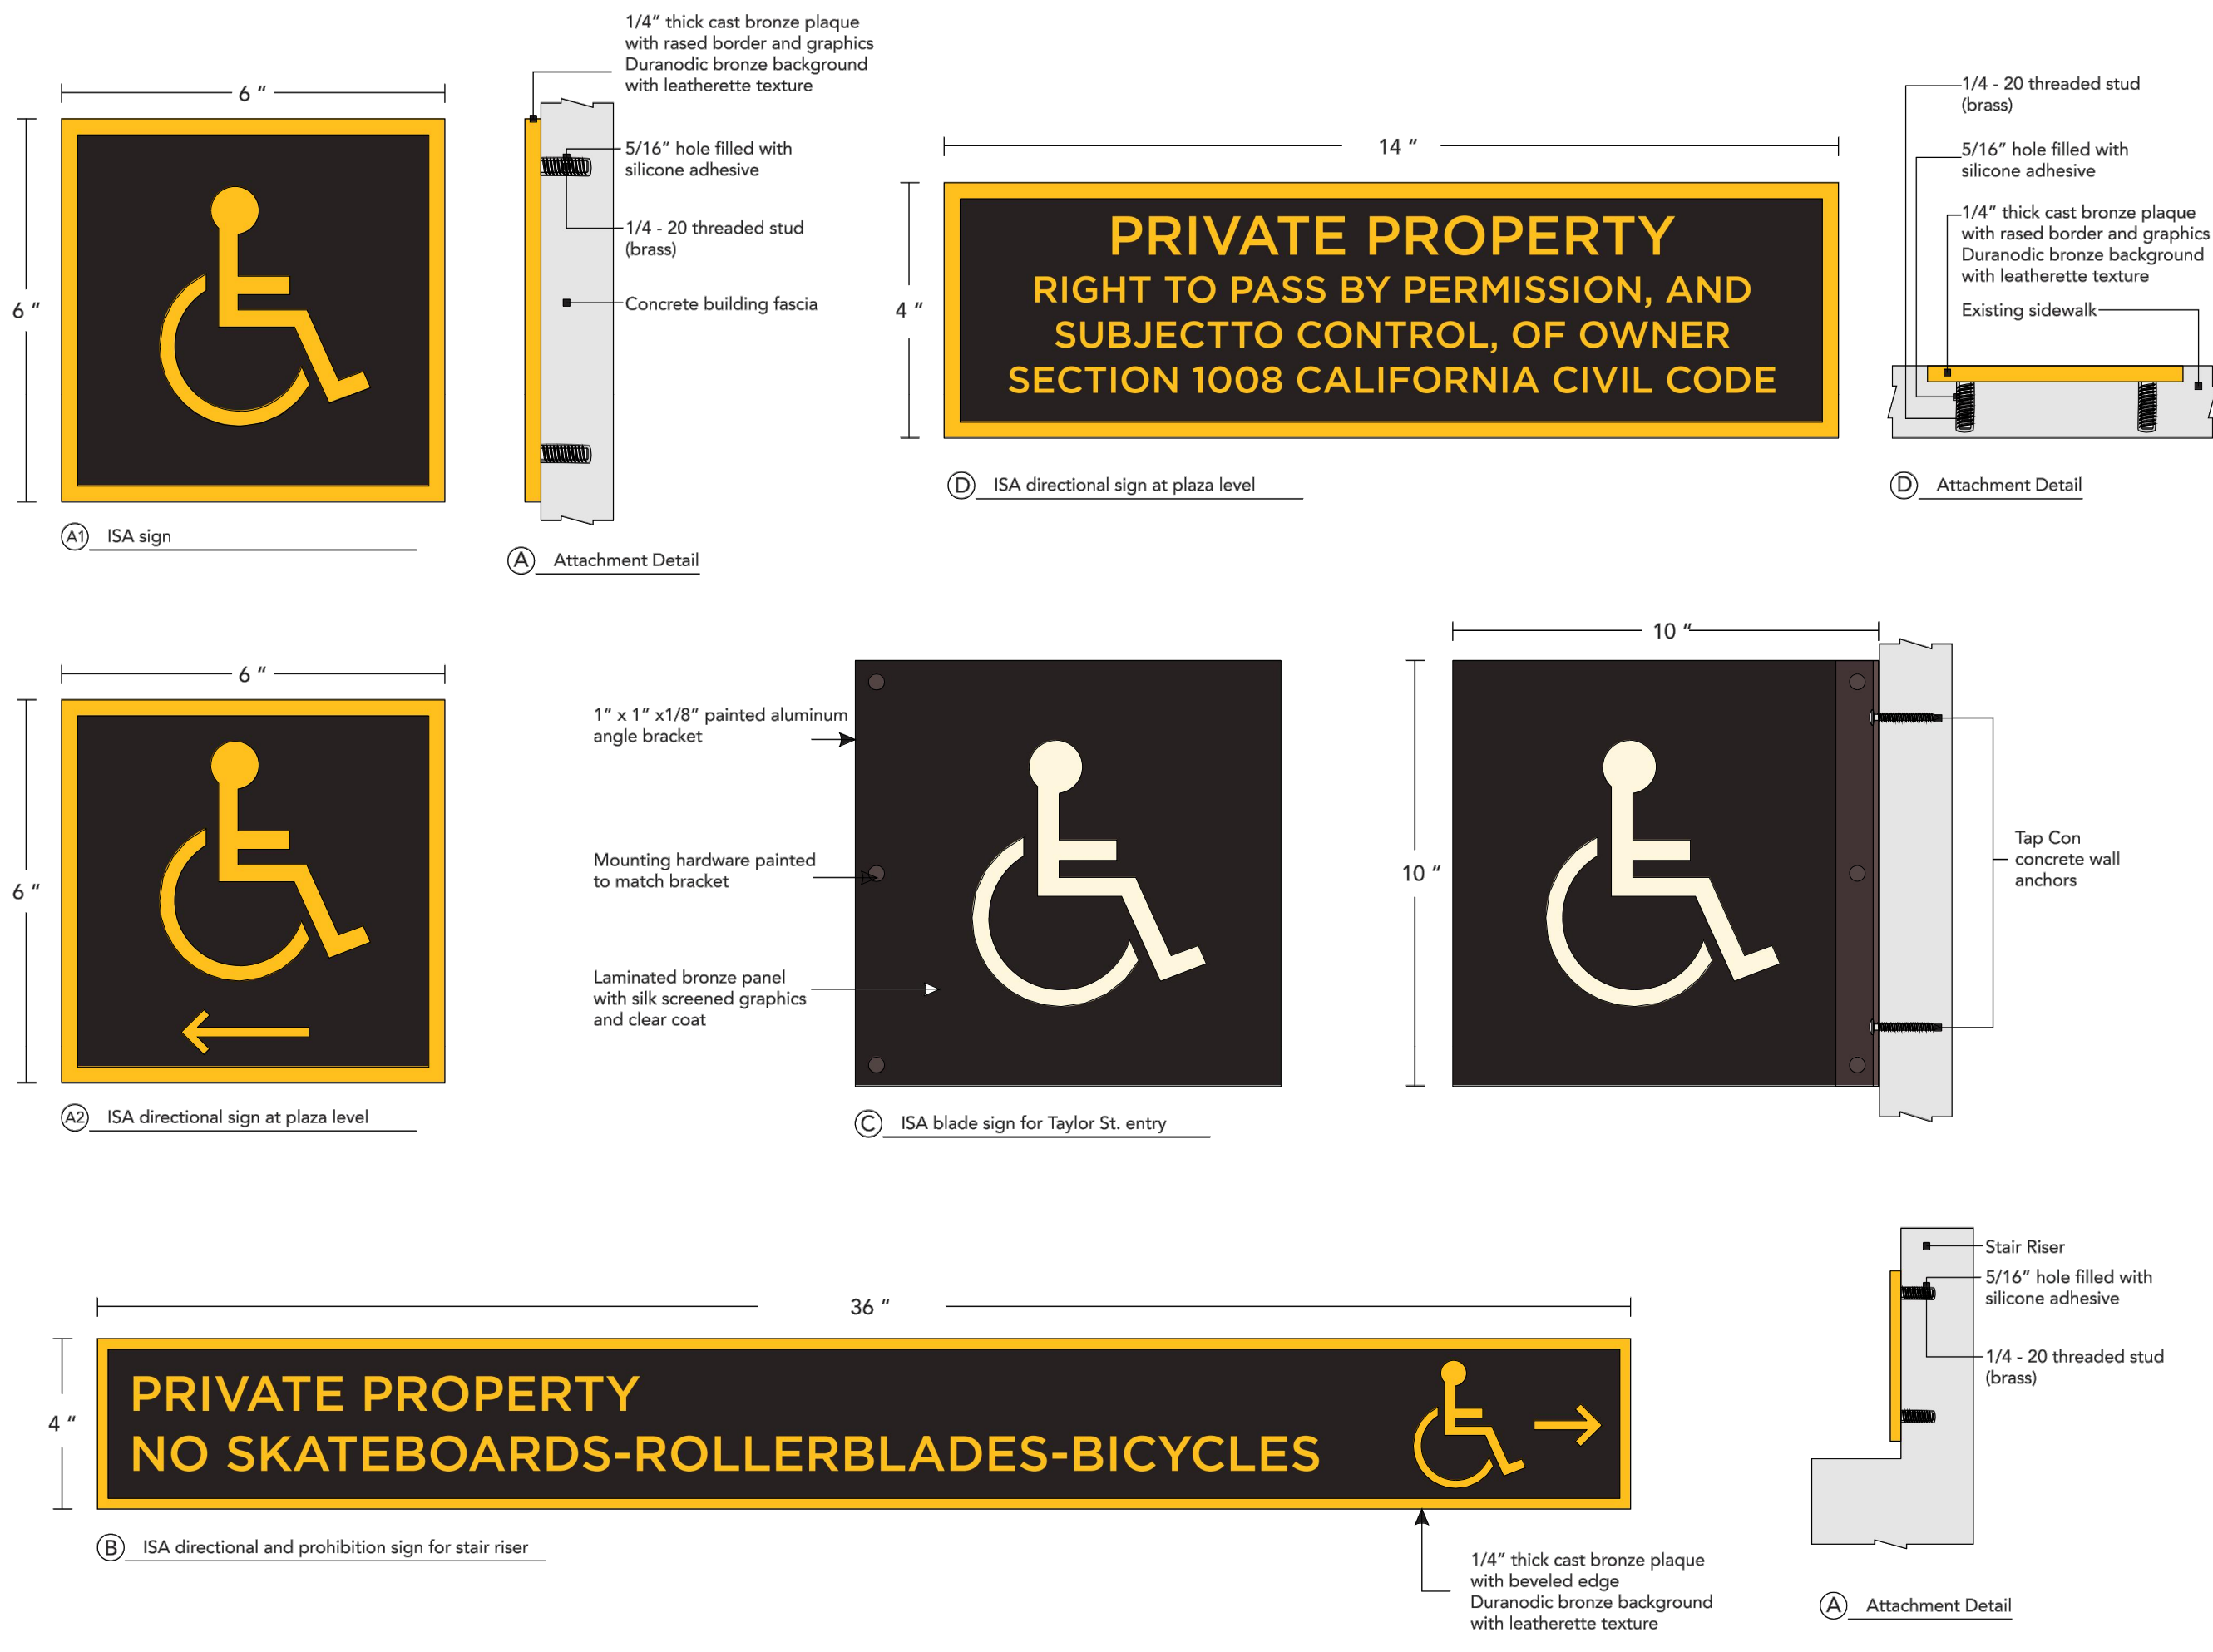 6 “
6 “
A1 ISA sign
1/4” thick cast bronze plaque
with rased border and graphics
Duranodic bronze background
with leatherette texture
5/16” hole filled with
silicone adhesive
1/4 - 20 threaded stud
(brass)
Concrete building fascia
A Attachment Detail
14 “
4 “
PRIVATE PROPERTY
RIGHT TO PASS BY PERMISSION, AND
SUBJECTTO CONTROL, OF OWNER
SECTION 1008 CALIFORNIA CIVIL CODE
D ISA directional sign at plaza level
1/4 - 20 threaded stud
(brass)
5/16” hole filled with
silicone adhesive
1/4” thick cast bronze plaque
with rased border and graphics
Duranodic bronze background
with leatherette texture
Existing sidewalk
D Attachment Detail
6 “
6 “
A2 ISA directional sign at plaza level
1” x 1” x1/8” painted aluminum
angle bracket
Mounting hardware painted
to match bracket
Laminated bronze panel
with silk screened graphics
and clear coat
C ISA blade sign for Taylor St. entry
10 “
10 “
Tap Con
concrete wall
anchors
36 “
4 “
PRIVATE PROPERTY
NO SKATEBOARDS-ROLLERBLADES-BICYCLES
B ISA directional and prohibition sign for stair riser
1/4” thick cast bronze plaque
with beveled edge
Duranodic bronze background
with leatherette texture
Stair Riser
5/16” hole filled with
silicone adhesive
1/4 - 20 threaded stud
(brass)
A Attachment Detail